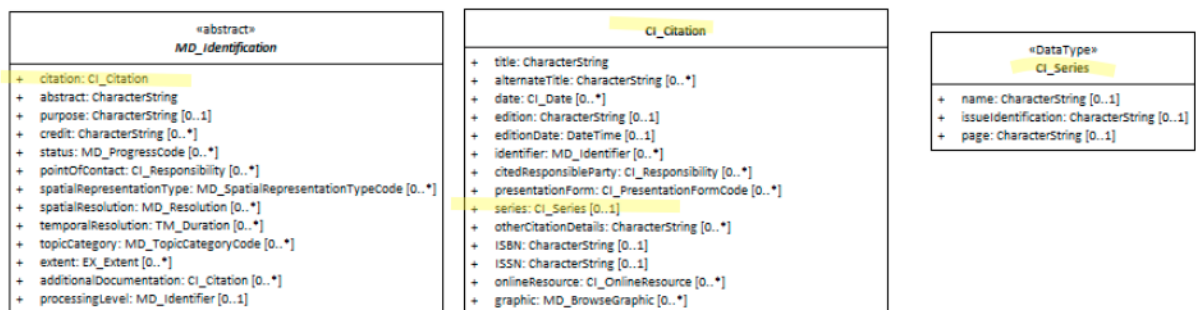 «abstract»
MD_Identification
+ citation: CI_Citation
+ abstract: CharacterString
+ purpose: CharacterString [0..1]
+ credit: CharacterString [0..*]
+ status: MD_ProgressCode [0..*]
+ pointOfContact: CI_Responsibility [0..*]
+ spatialRepresentationType: MD_SpatialRepresentationTypeCode [0..*]
+ spatialResolution: MD_Resolution [0..*]
+ temporalResolution: TM_Duration [0..*]
+ topicCategory: MD_TopicCategoryCode [0..*]
+ extent: EX_Extent [0..*]
+ additionalDocumentation: CI_Citation [0..*]
+ processingLevel: MD_Identifier [0..1]
CI_Citation
+ title: CharacterString
+ alternateTitle: CharacterString [0..*]
+ date: CI_Date [0..*]
+ edition: CharacterString [0..1]
+ editionDate: DateTime [0..1]
+ identifier: MD_Identifier [0..*]
+ citedResponsibleParty: CI_Responsibility [0..*]
+ presentationForm: CI_PresentationFormCode [0..*]
+ series: CI_Series [0..1]
+ otherCitationDetails: CharacterString [0..*]
+ ISBN: CharacterString [0..1]
+ ISSN: CharacterString [0..1]
+ onlineResource: CI_OnlineResource [0..*]
+ graphic: MD_BrowseGraphic [0..*]
«DataType»
CI_Series
+ name: CharacterString [0..1]
+ issueIdentification: CharacterString [0..1]
+ page: CharacterString [0..1]